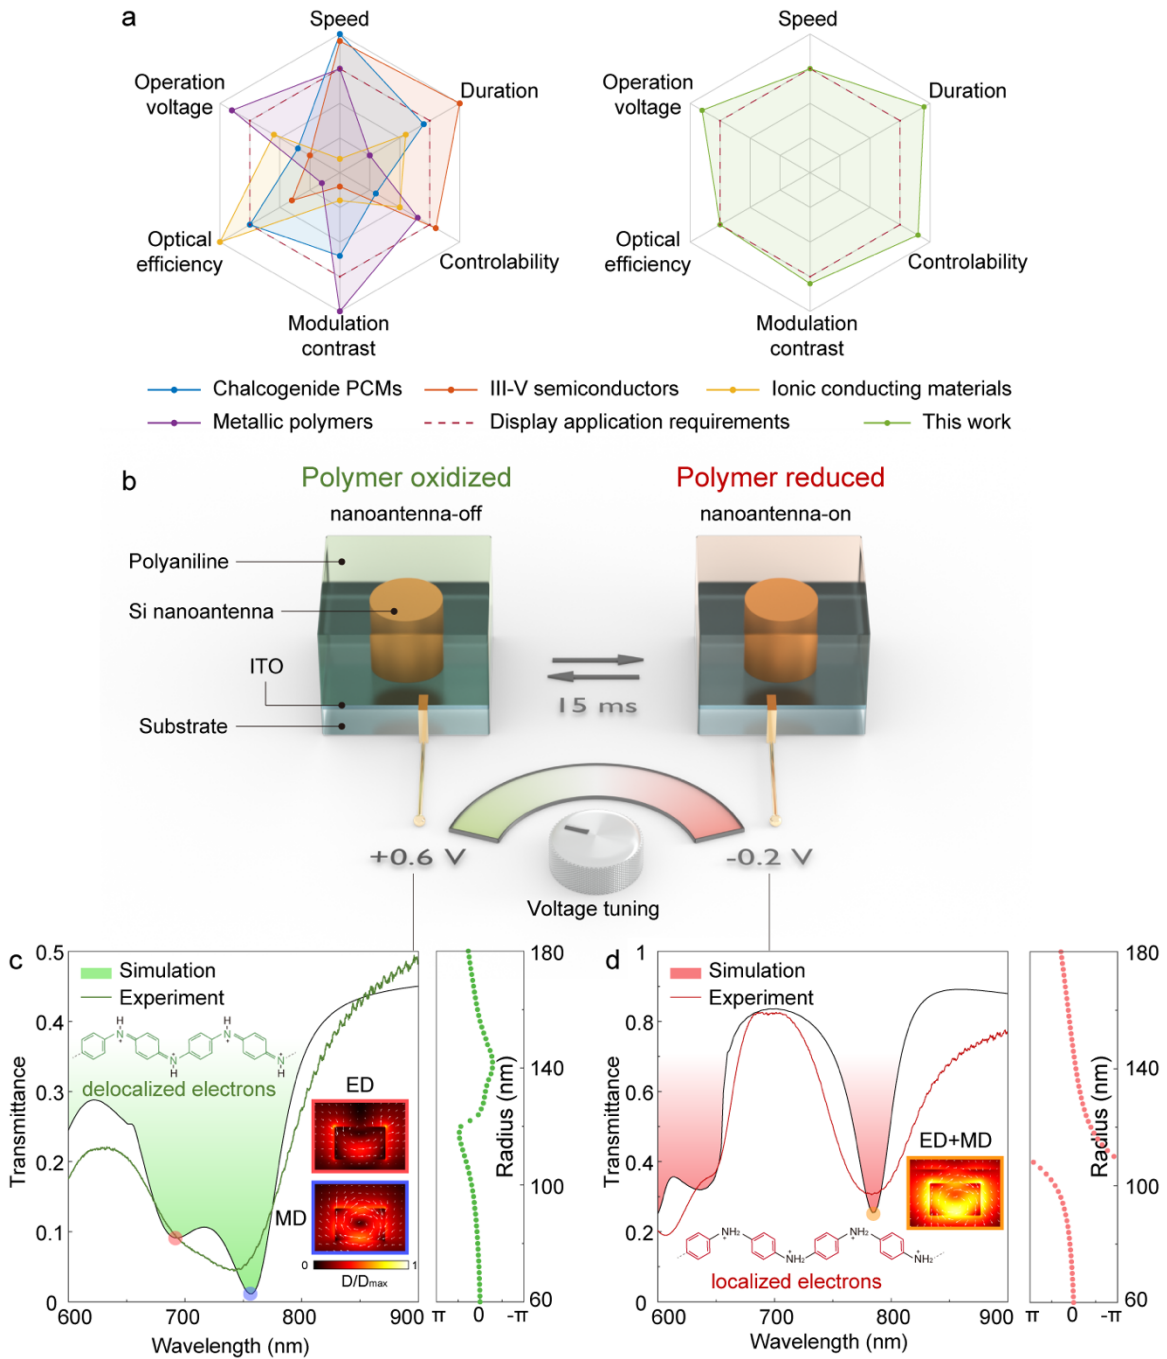 a
Speed
Operation
voltage
Duration
Optical
efficiency
Controlability
Modulation
contrast
Speed
Operation
voltage
Duration
Optical
efficiency
Controlability
Modulation
contrast
Chalcogenide PCMs
III-V semiconductors
Ionic conducting materials
Metallic polymers
Display application requirements
This work
b
Polymer oxidized
nanoantenna-off
Polymer reduced
nanoantenna-on
Polyaniline
Si nanoantenna
ITO
Substrate
15 ms
+0.6 V
-0.2 V
Voltage tuning
c
Simulation
Experiment
H
N
+
N
+
H
H
N
+
N
+
H
delocalized electrons
ED
MD
0
1
D/Dmax
0.5
0.4
0.3
0.2
0.1
0
Transmittance
600
700
800
900
Wavelength (nm)
180
140
100
60
Radius (nm)
π
0
-π
d
Simulation
Experiment
ED+MD
NH2
+
NH2
+
NH2
+
NH2
+
localized electrons
1
0.8
0.6
0.4
0.2
0
Transmittance
600
700
800
900
Wavelength (nm)
180
140
100
60
Radius (nm)
π
0
-π